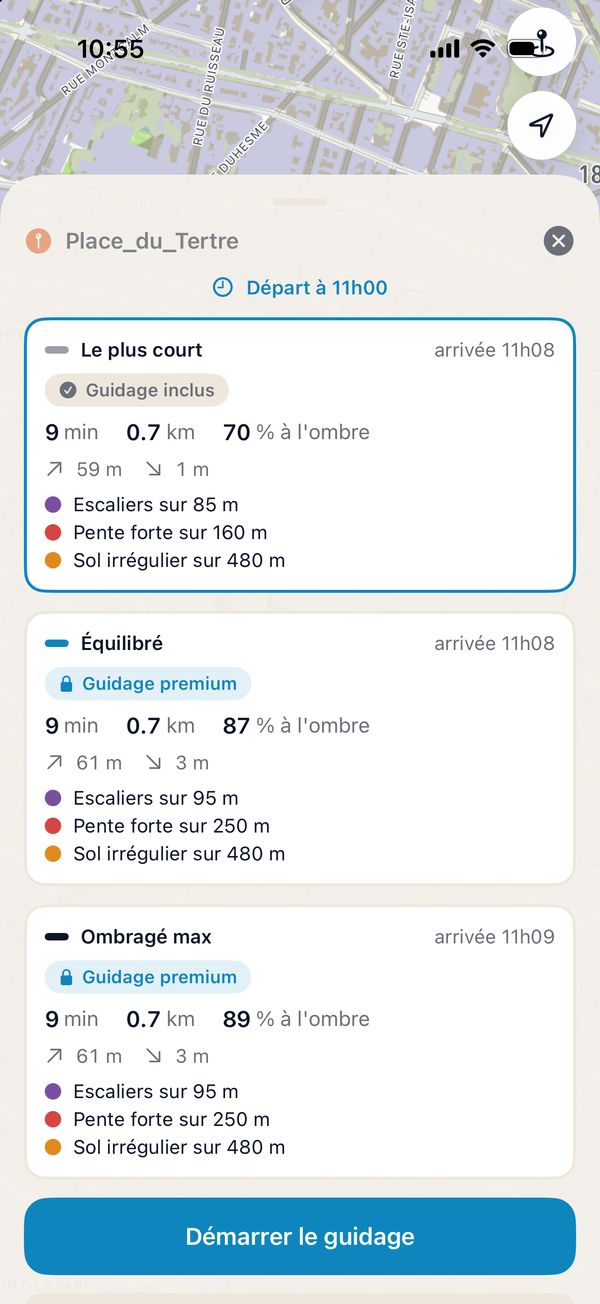 10:55
RUE MONTCALM
RUE DU RUISSEAU
RUE STE-ISA
E DUHESME
18
RUE MARCADET
Place_du_Tertre
Départ à 11h00
Le plus court arrivée 11h08
Guidage inclus
9 min 0.7 km 70 % à l'ombre
59 m 1 m
Escaliers sur 85 m
Pente forte sur 160 m
Sol irrégulier sur 480 m
Équilibré arrivée 11h08
Guidage premium
9 min 0.7 km 87 % à l'ombre
61 m 3 m
Escaliers sur 95 m
Pente forte sur 250 m
Sol irrégulier sur 480 m
Ombragé max arrivée 11h09
Guidage premium
9 min 0.7 km 89 % à l'ombre
61 m 3 m
Escaliers sur 95 m
Pente forte sur 250 m
Sol irrégulier sur 480 m
Démarrer le guidage
INT-LAZARE